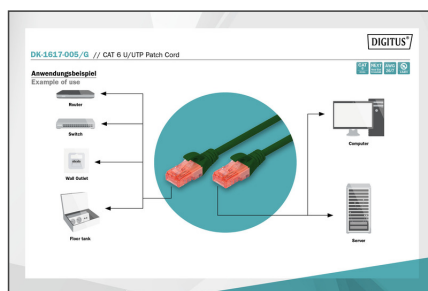 DIGITUS®
DK-1617-005/G // CAT 6 U/UTP Patch Cord
Anwendungsbeispiel
Example of use
Router
Switch
Wall Outlet
Floor tank
Computer
Server